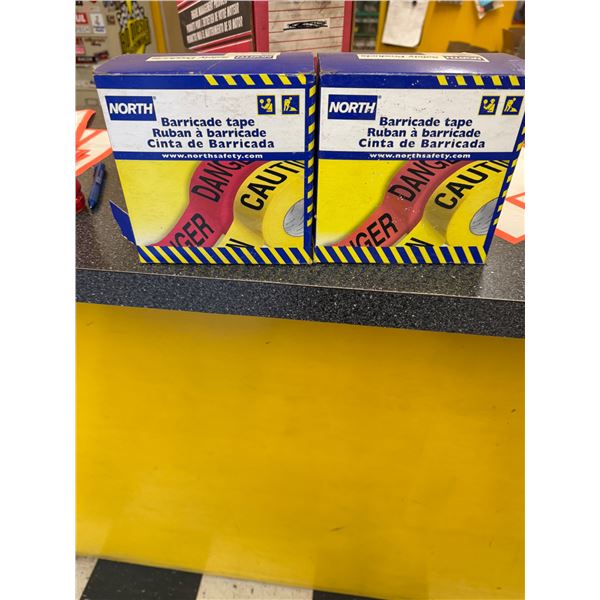 NORTH
Barricade tape
Ruban à barricade
Cinta de Barricada
www.northsafety.com
DANG
CAUTI
GER
NORTH
Barricade tape
Ruban à barricade
Cinta de Barricada
www.northsafety.com
DANGE
CAUTI
GER